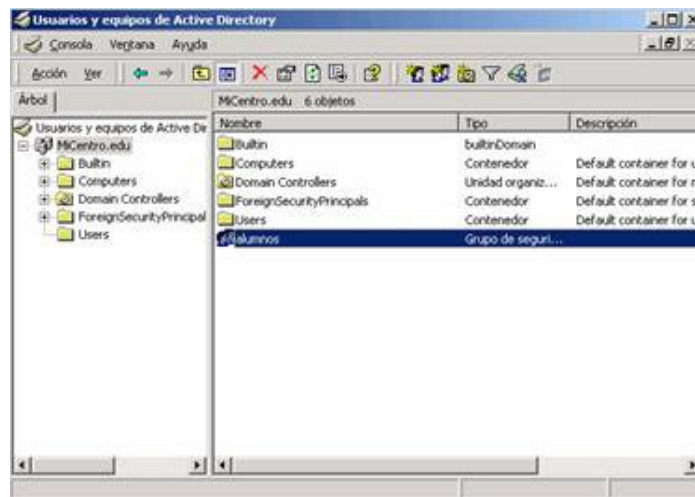 Usuarios y equipos de Active Directory
Consola Ventana Ayuda
Acción Ver
Árbol
MiCentro.edu 6 objetos
Usuarios y equipos de Active Dir
MiCentro.edu
Builtin
Computers
Domain Controllers
ForeignSecurityPrincipal
Users
Nombre Tipo Descripción
Builtin builtinDomain
Computers Contenedor Default container for u
Domain Controllers Unidad organiz... Default container for n
ForeignSecurityPrincipals Contenedor Default container for s
Users Contenedor Default container for u
alumnos Grupo de seguri...